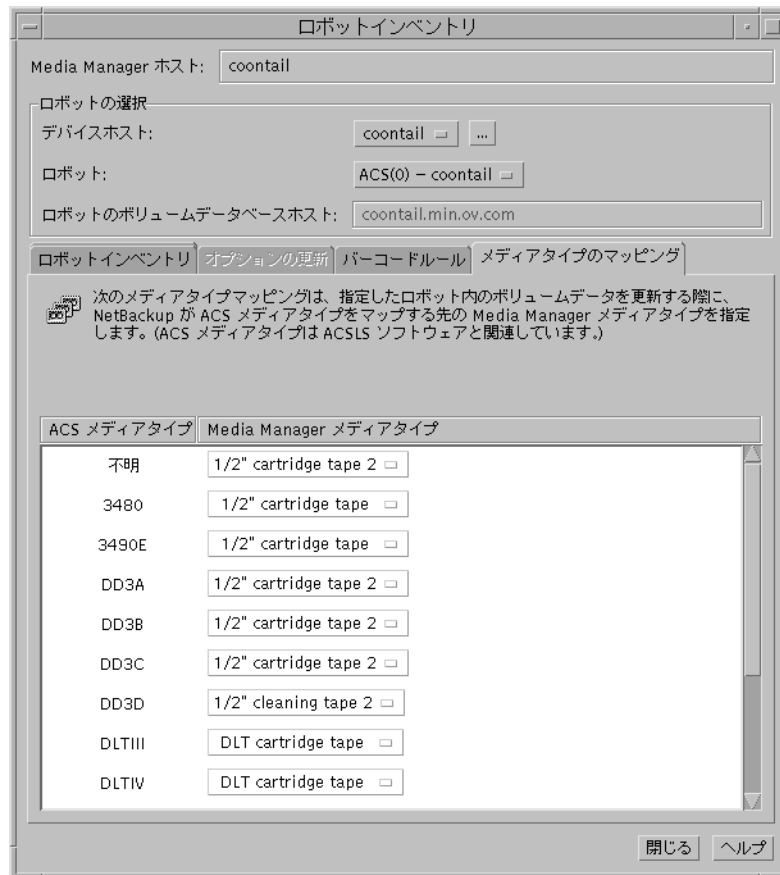 ロボットインベントリ
Media Manager ホスト: coontail
ロボットの選択
デバイスホスト: coontail ...
ロボット: ACS(0) − coontail
ロボットのボリュームデータベースホスト: coontail.min.ov.com
ロボットインベントリ オプションの更新 バーコードルール メディアタイプのマッピング
次のメディアタイプマッピングは、指定したロボット内のボリュームデータを更新する際に、
NetBackup が ACS メディアタイプをマップする先の Media Manager メディアタイプを指定
します。(ACS メディアタイプは ACSLS ソフトウェアと関連しています。)
ACS メディアタイプ Media Manager メディアタイプ
不明 1/2" cartridge tape 2
3480 1/2" cartridge tape
3490E 1/2" cartridge tape
DD3A 1/2" cartridge tape 2
DD3B 1/2" cartridge tape 2
DD3C 1/2" cartridge tape 2
DD3D 1/2" cleaning tape 2
DLTIII DLT cartridge tape
DLTIV DLT cartridge tape
閉じる ヘルプ